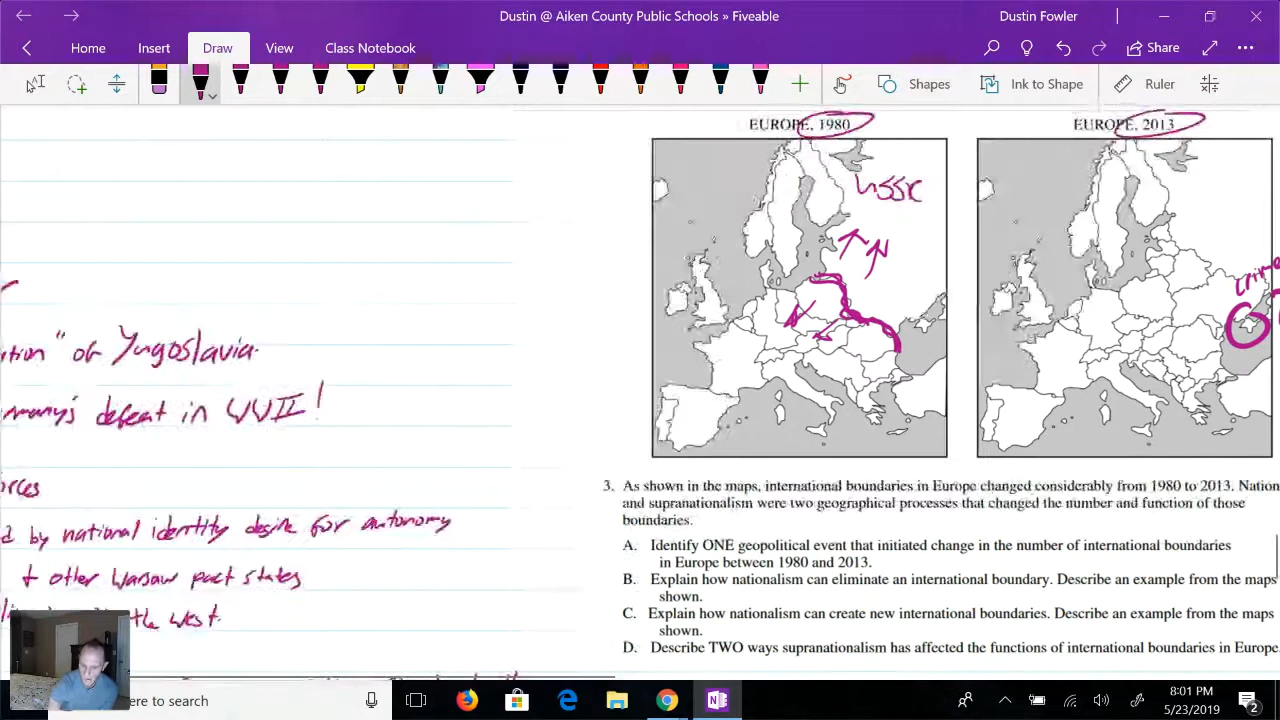 Dustin @ Aiken County Public Schools » Fiveable
Dustin Fowler
Home Insert Draw View Class Notebook
Share
Shapes
Ink to Shape
Ruler
EUROPE, 1980
EUROPE, 2013
USSR
" of Yugoslavia
defeat in WWII!
d by national identity desire for autonomy
+ other Warsaw pact states
the west
3. As shown in the maps, international boundaries in Europe changed considerably from 1980 to 2013. Nation
and supranationalism were two geographical processes that changed the number and function of those
boundaries.
A. Identify ONE geopolitical event that initiated change in the number of international boundaries
in Europe between 1980 and 2013.
B. Explain how nationalism can eliminate an international boundary. Describe an example from the maps
shown.
C. Explain how nationalism can create new international boundaries. Describe an example from the maps
shown.
D. Describe TWO ways supranationalism has affected the functions of international boundaries in Europe.
ere to search
8:01 PM
5/23/2019
2